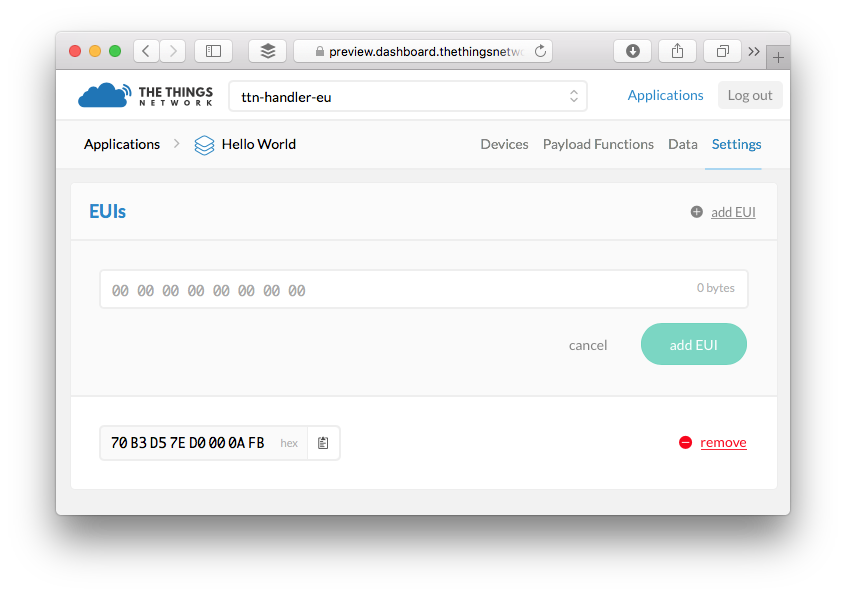 preview.dashboard.thethingsnetw
THE THINGS
NETWORK
ttn-handler-eu
Applications
Log out
Applications
Hello World
Devices
Payload Functions
Data
Settings
EUIs
add EUI
00 00 00 00 00 00 00 00
0 bytes
cancel
add EUI
70 B3 D5 7E D0 00 0A FB
hex
remove